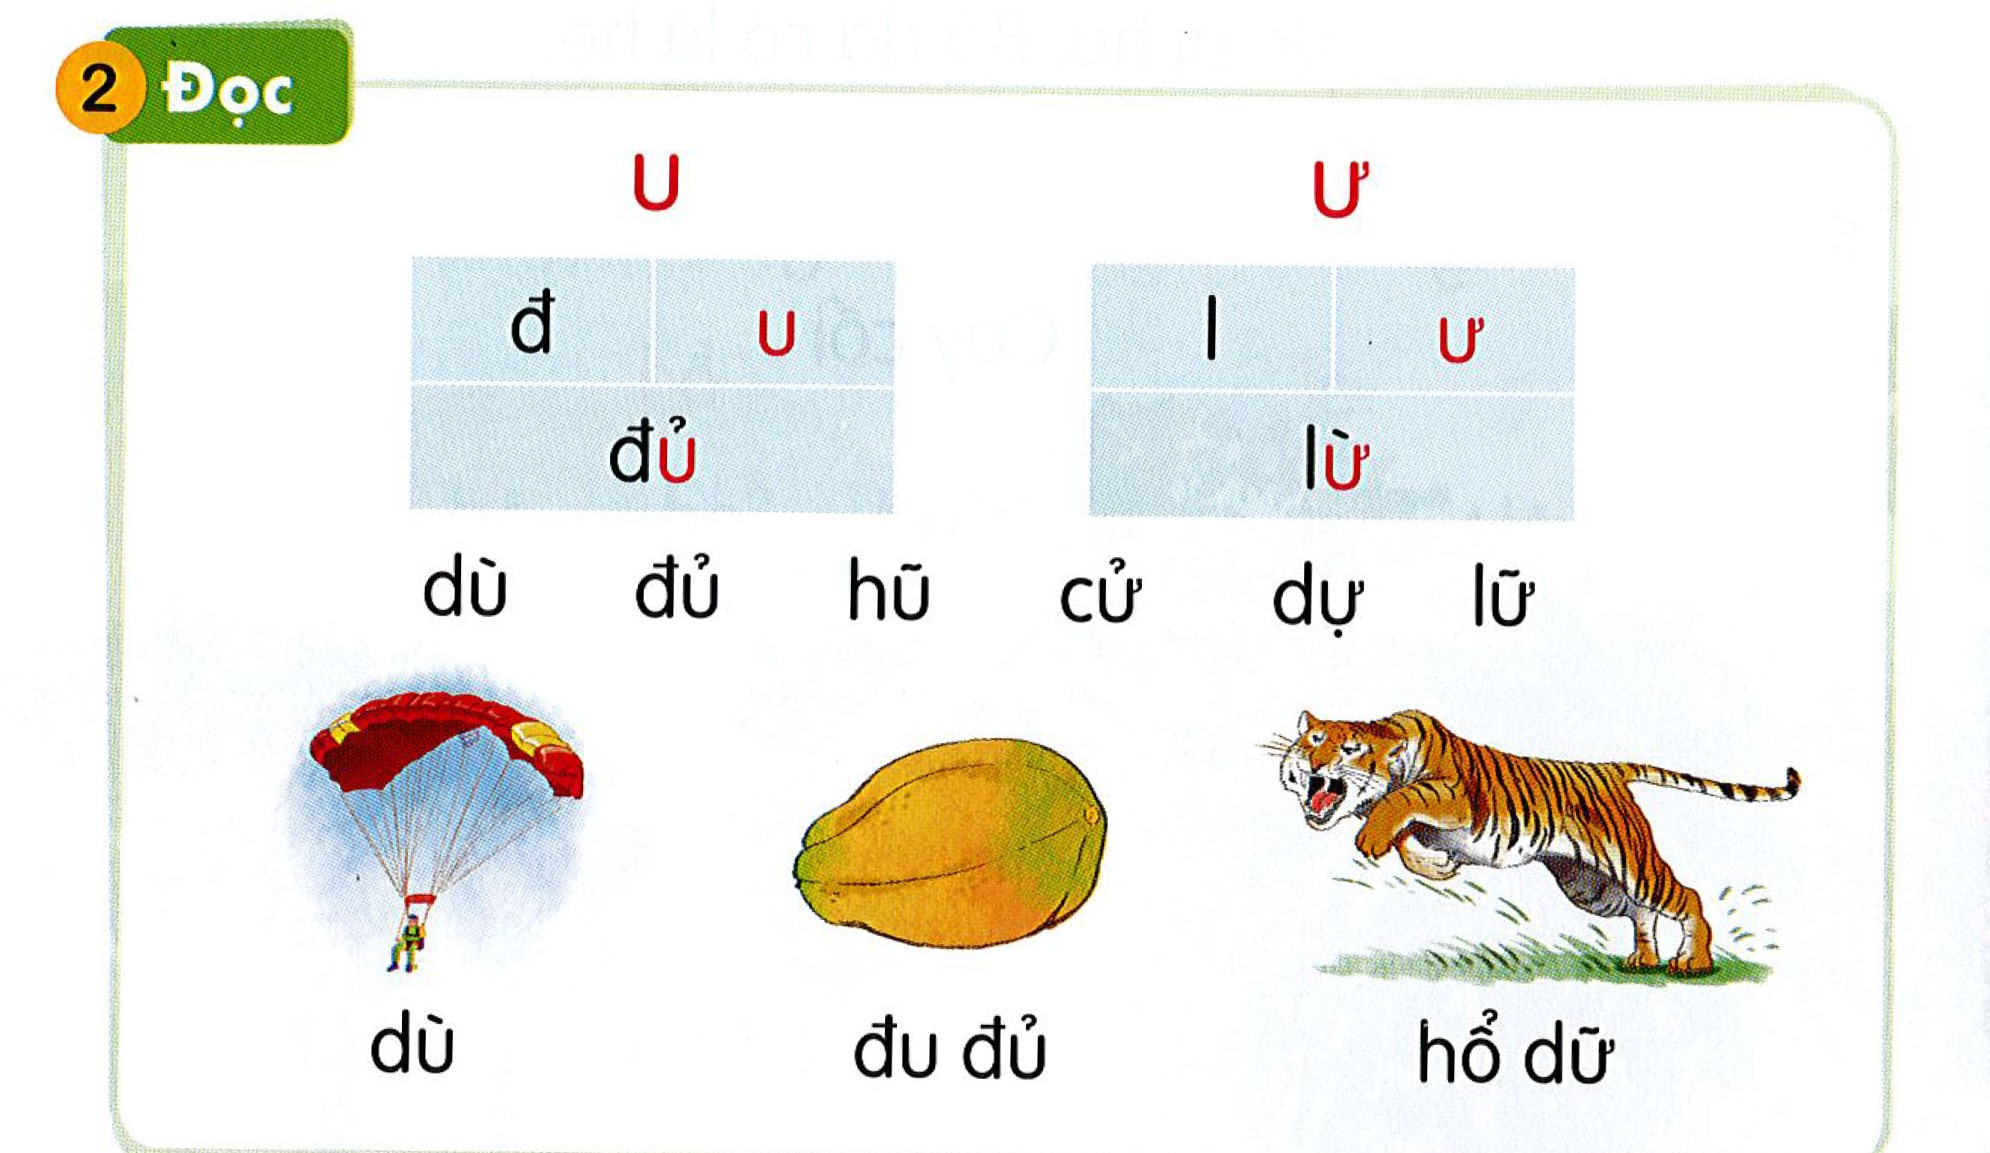 2 Đọc
u ư
đ u l ư
đủ lừ
dù đủ hũ cử dự lữ
dù đu đủ hổ dữ